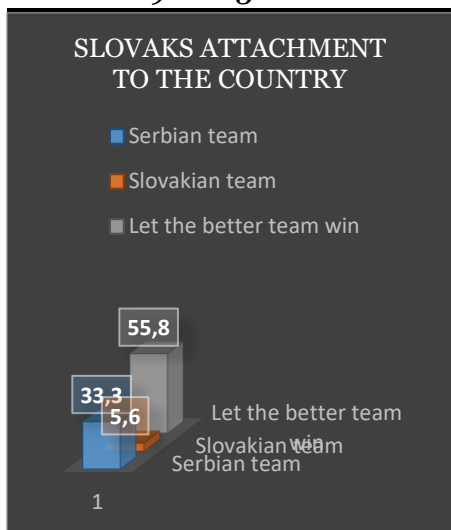 SLOVAKS ATTACHMENT
TO THE COUNTRY
Serbian team
Slovakian team
Let the better team win
55,8
33,3
5,6
Let the better team
win
Slovakian team
Serbian team
1